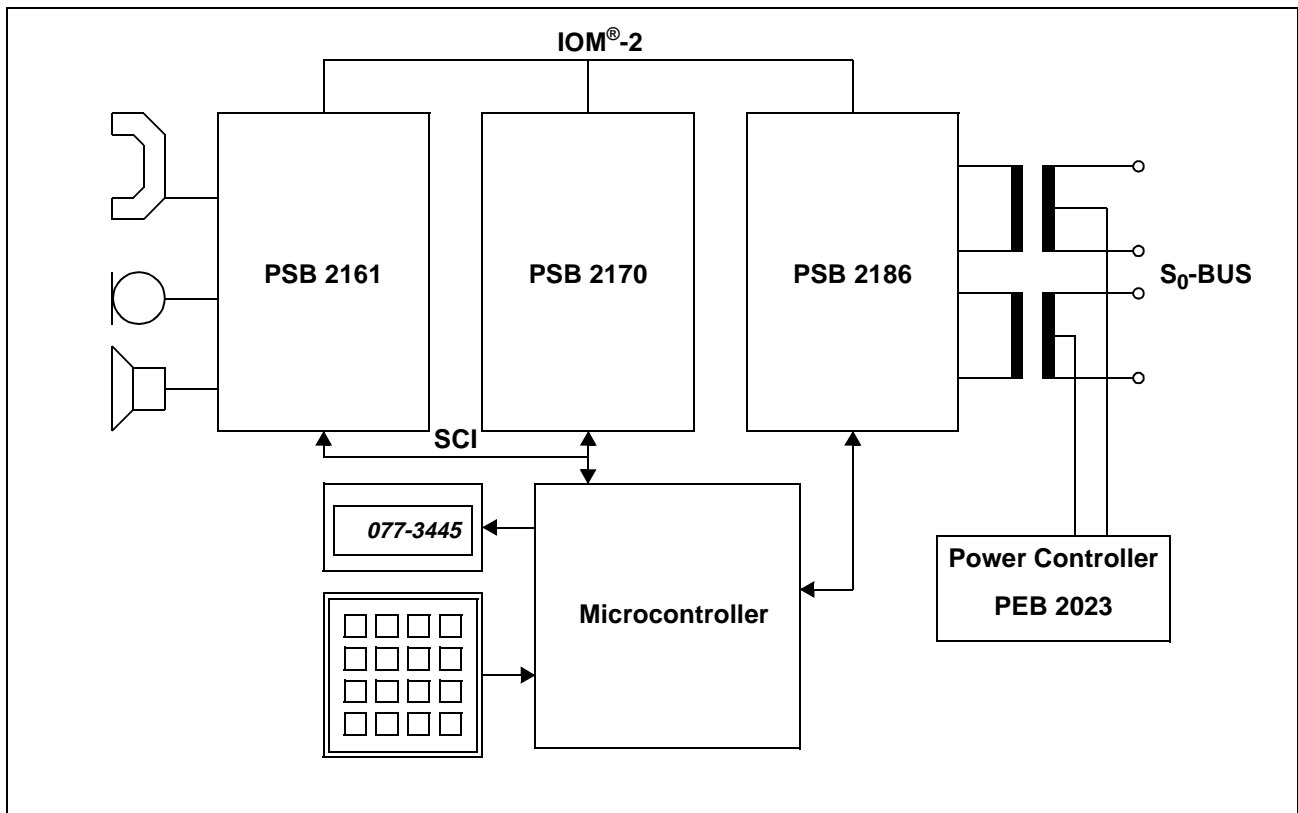 IOM®-2
PSB 2161
PSB 2170
PSB 2186
S0-BUS
SCI
077-3445
Microcontroller
Power Controller
PEB 2023